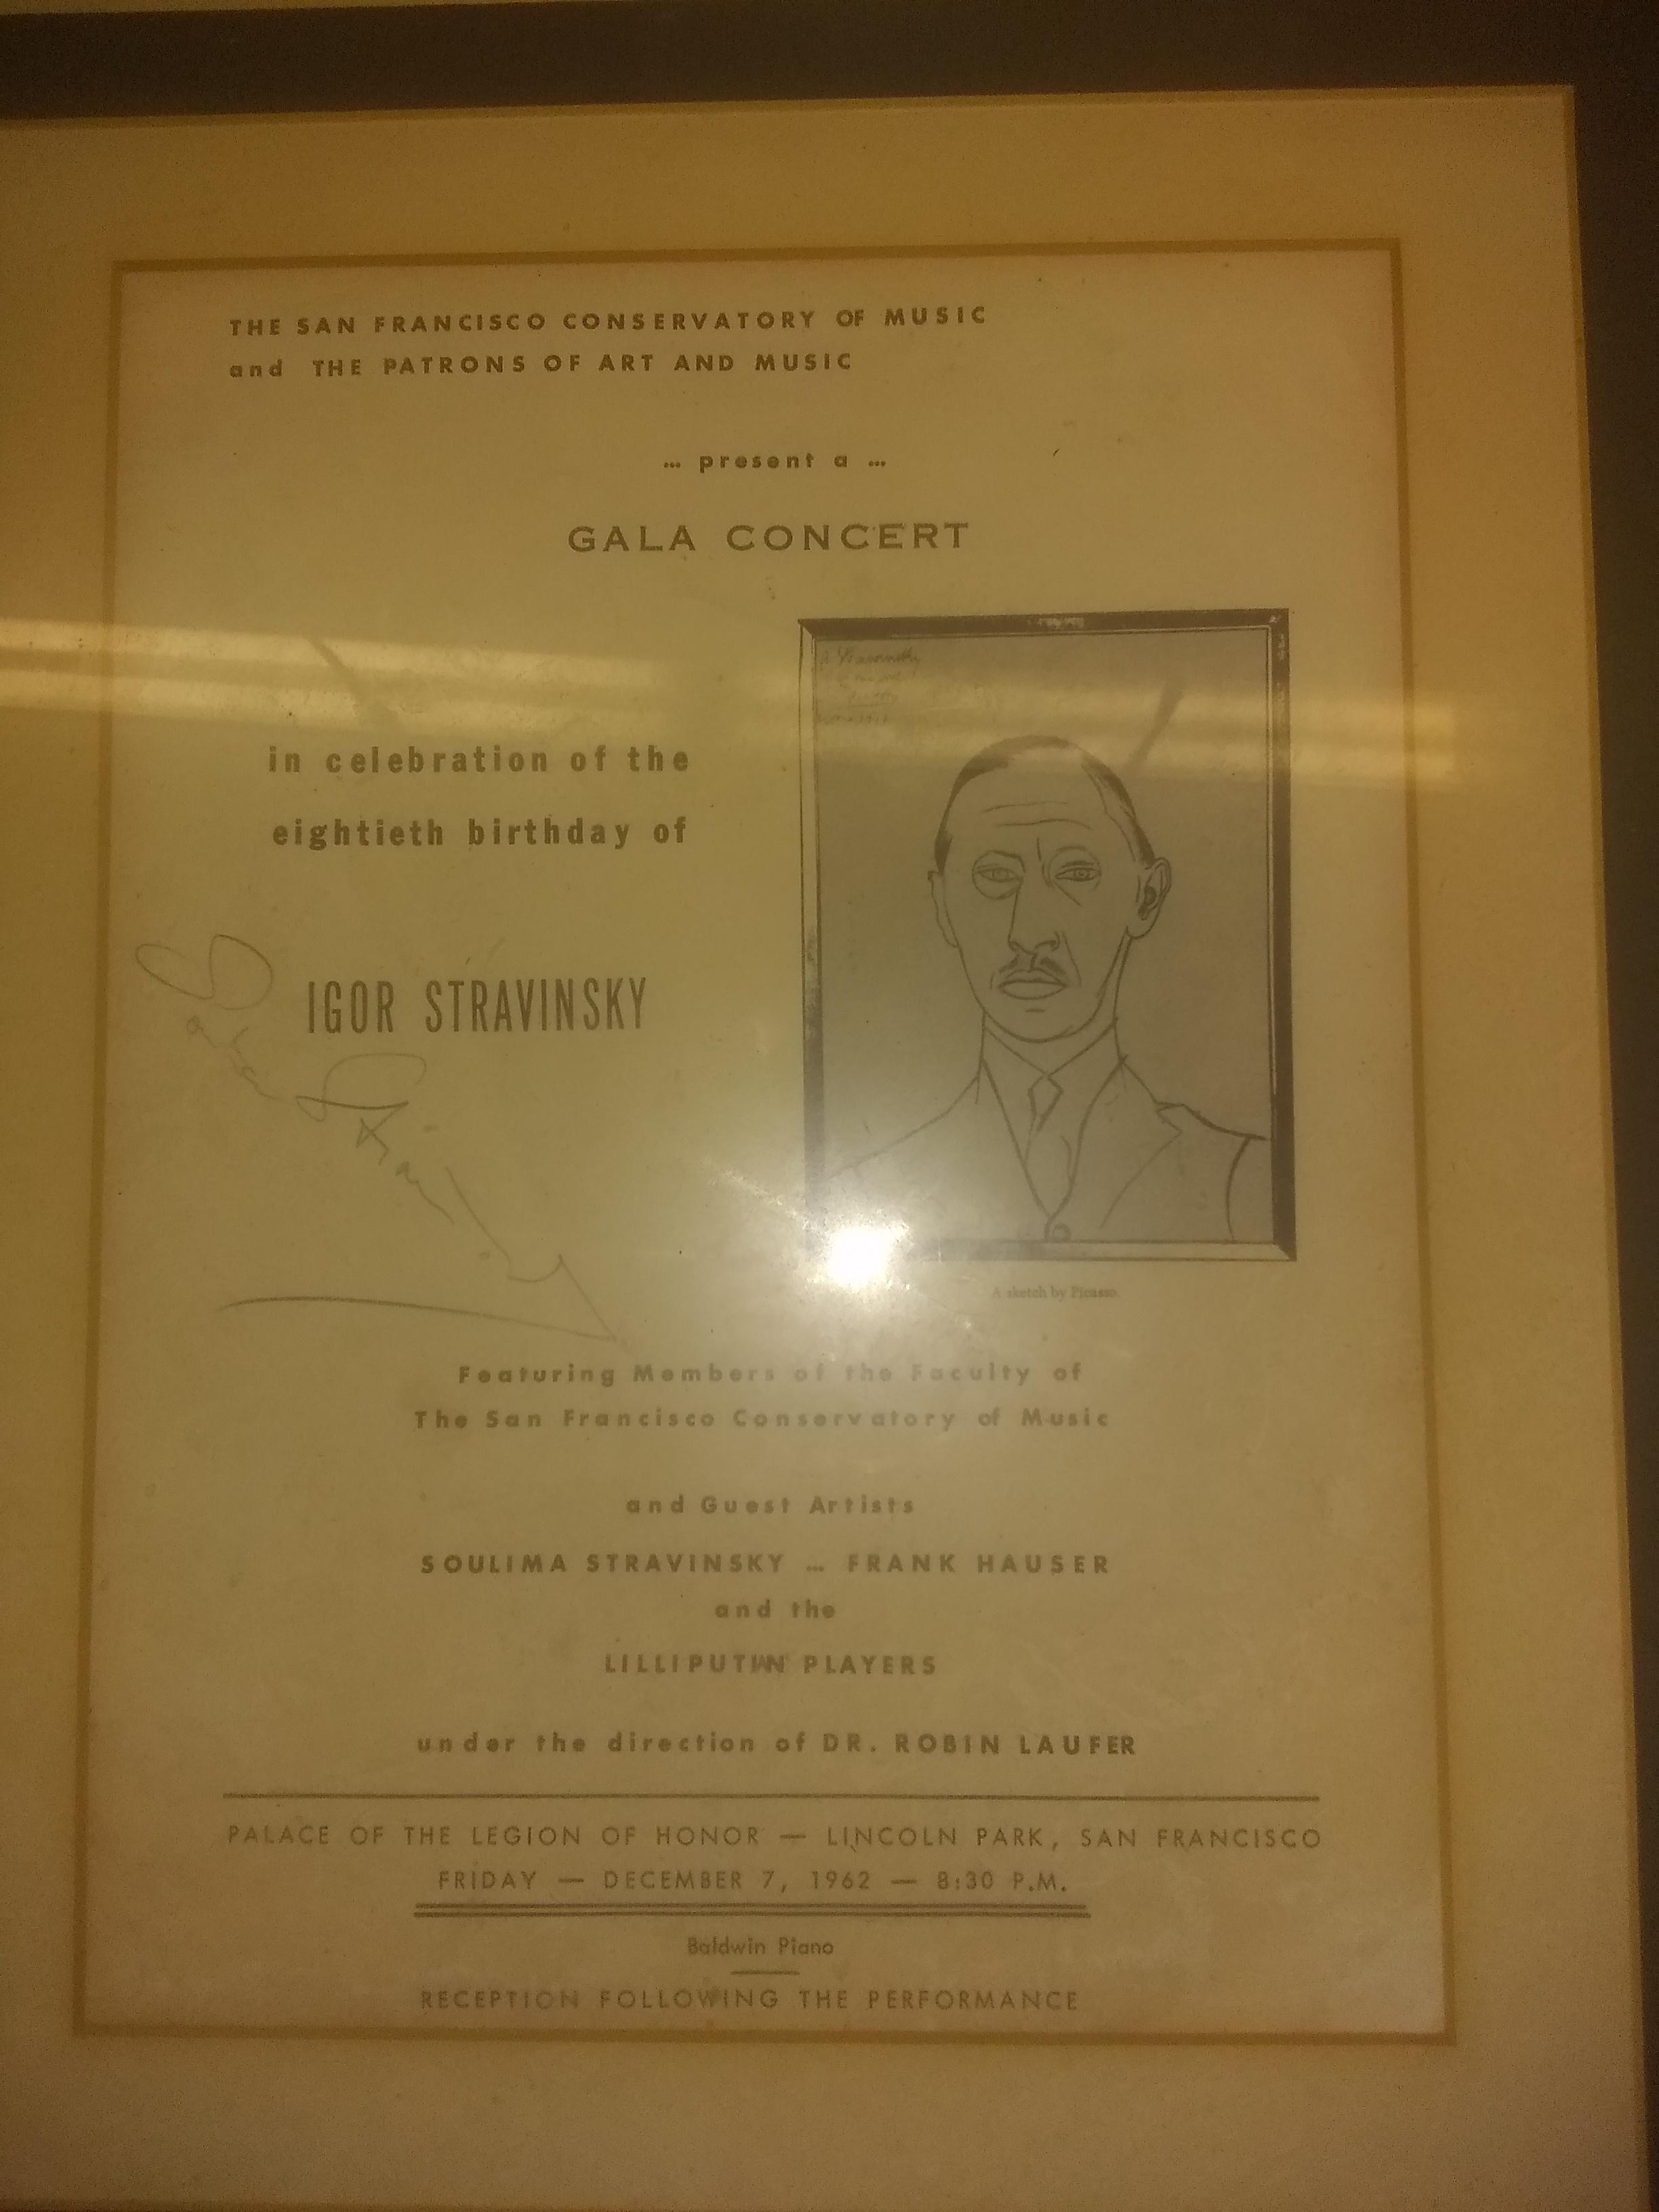 THE SAN FRANCISCO CONSERVATORY OF MUSIC
and THE PATRONS OF ART AND MUSIC
... present a ...
GALA CONCERT
in celebration of the
eightieth birthday of
IGOR STRAVINSKY
A sketch by Picasso.
Featuring Members of the Faculty of
The San Francisco Conservatory of Music
and Guest Artists
SOULIMA STRAVINSKY ... FRANK HAUSER
and the
LILLIPUTIAN PLAYERS
under the direction of DR. ROBIN LAUFER
PALACE OF THE LEGION OF HONOR — LINCOLN PARK, SAN FRANCISCO
FRIDAY — DECEMBER 7, 1962 — 8:30 P.M.
Baldwin Piano
RECEPTION FOLLOWING THE PERFORMANCE